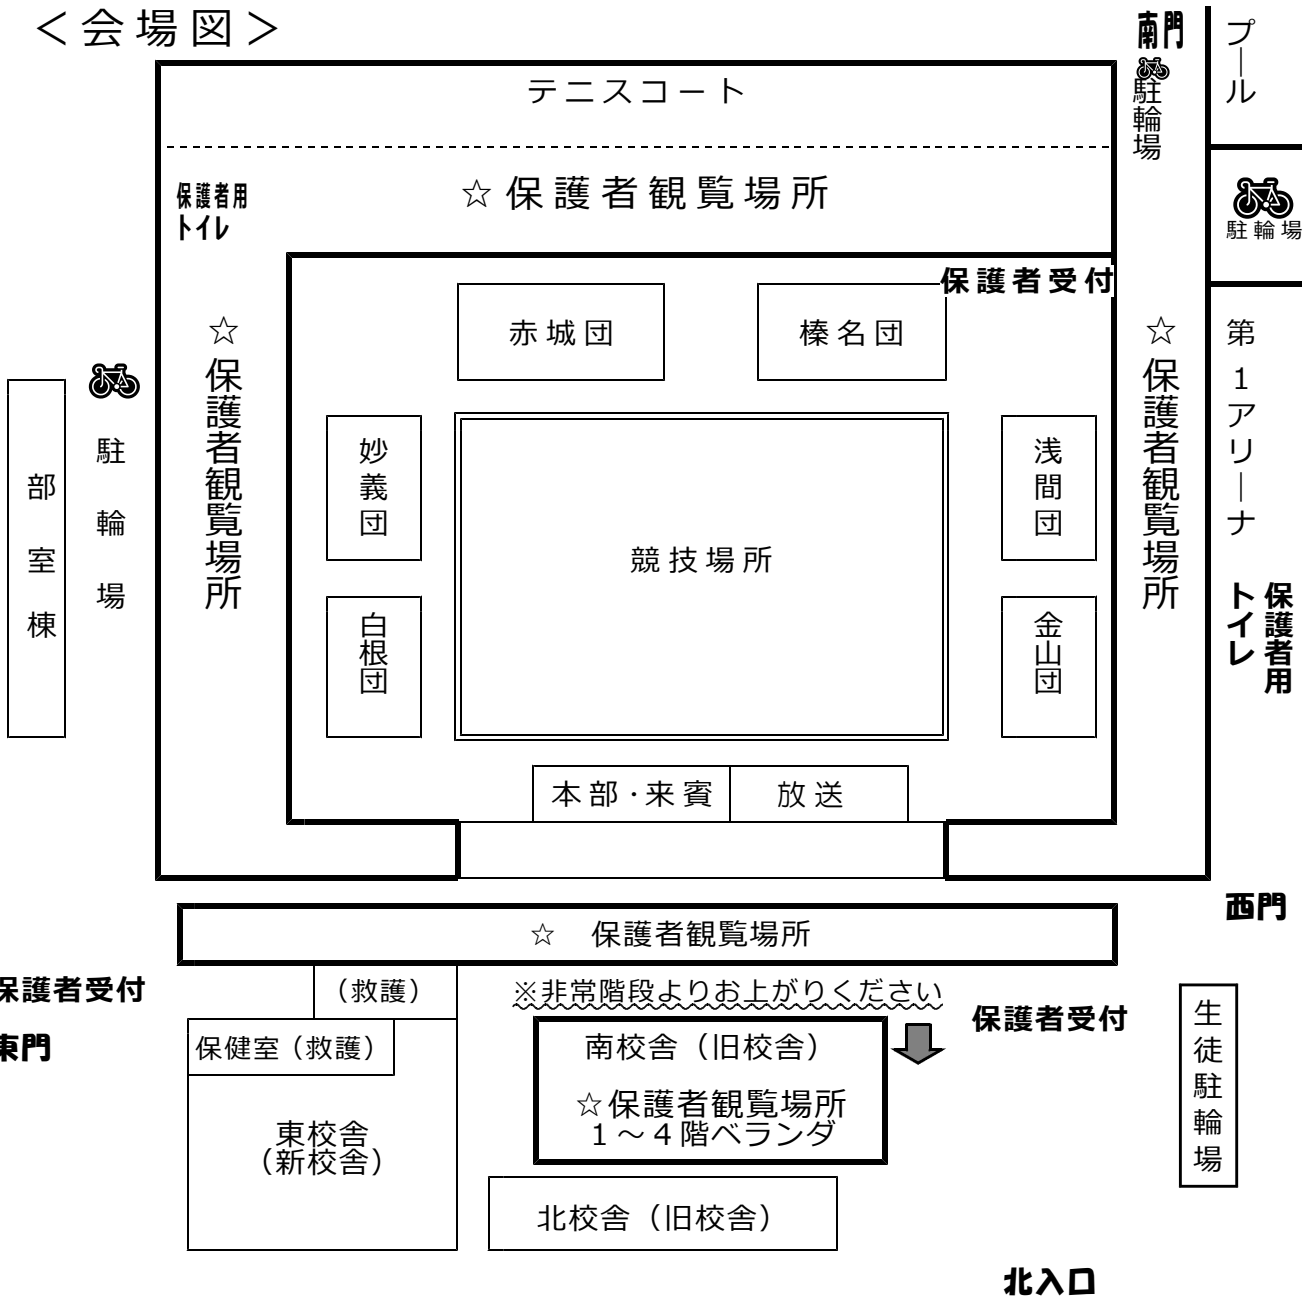 ＜会場図＞
南門
駐輪場
プール
テニスコート
保護者用
トイレ
☆保護者観覧場所
駐輪場
保護者受付
赤城団
榛名団
☆保護者観覧場所
☆保護者観覧場所
第1アリーナ
部室棟
駐輪場
妙義団
浅間団
競技場所
白根団
金山団
保護者用
トイレ
本部・来賓
放送
西門
☆　保護者観覧場所
保護者受付
（救護）
※非常階段よりお上がりください
保護者受付
東門
保健室（救護）
南校舎（旧校舎）
☆保護者観覧場所
１～４階ベランダ
生徒駐輪場
東校舎
（新校舎）
北校舎（旧校舎）
北入口